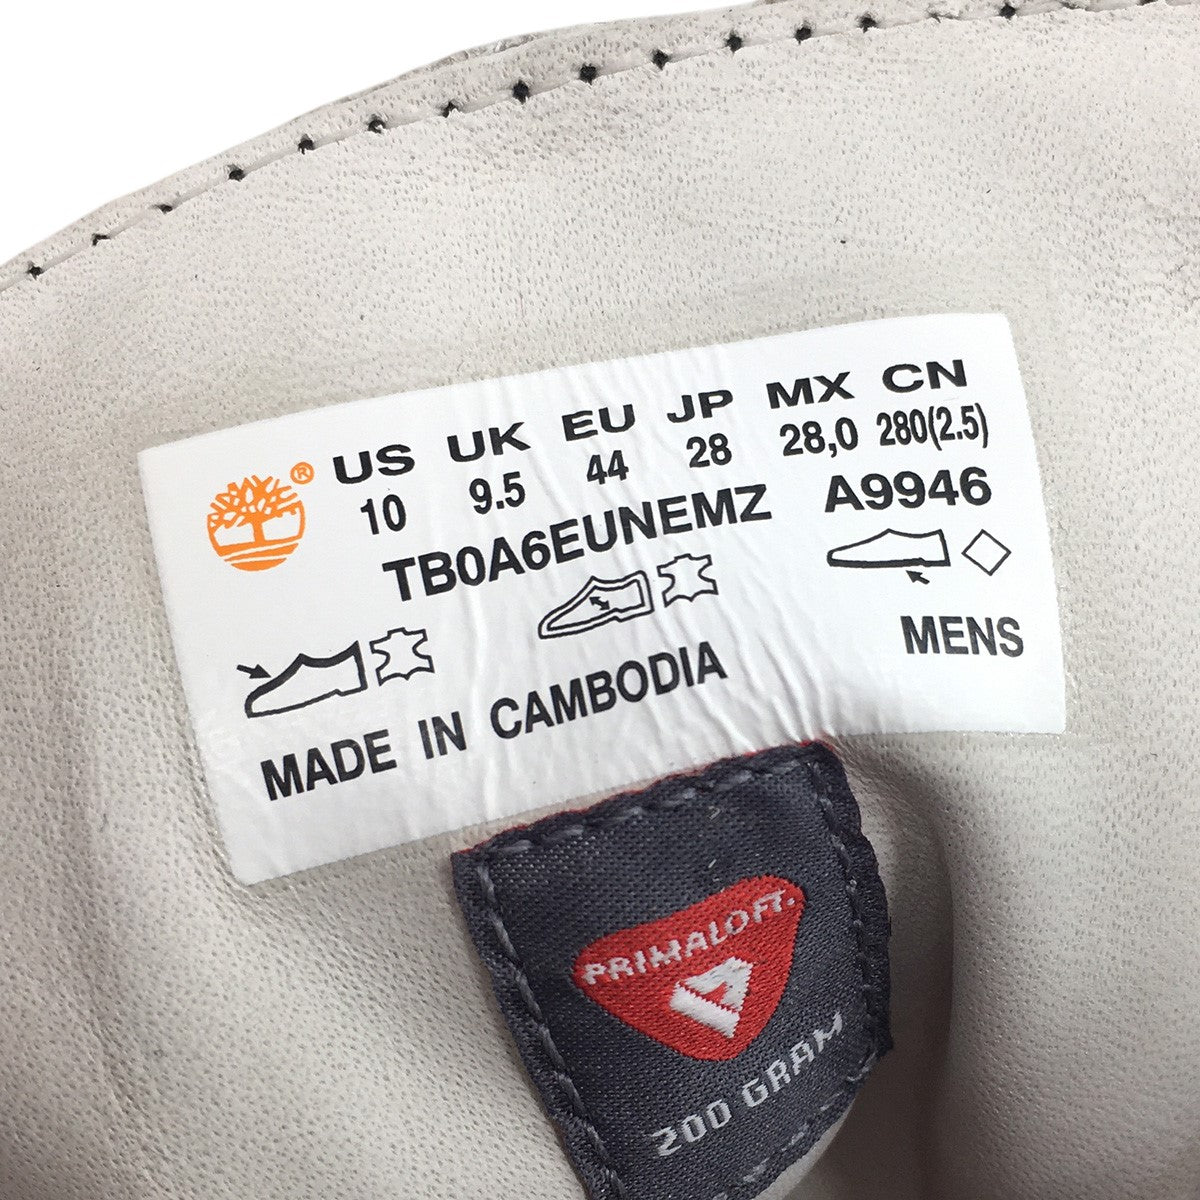 ® US UK EU JP MX CN
10 9.5 44 28 28,0 280(2.5)
TB0A6EUNEMZ A9946
MENS
MADE IN CAMBODIA
PRIMALOFT.
200 GRAM